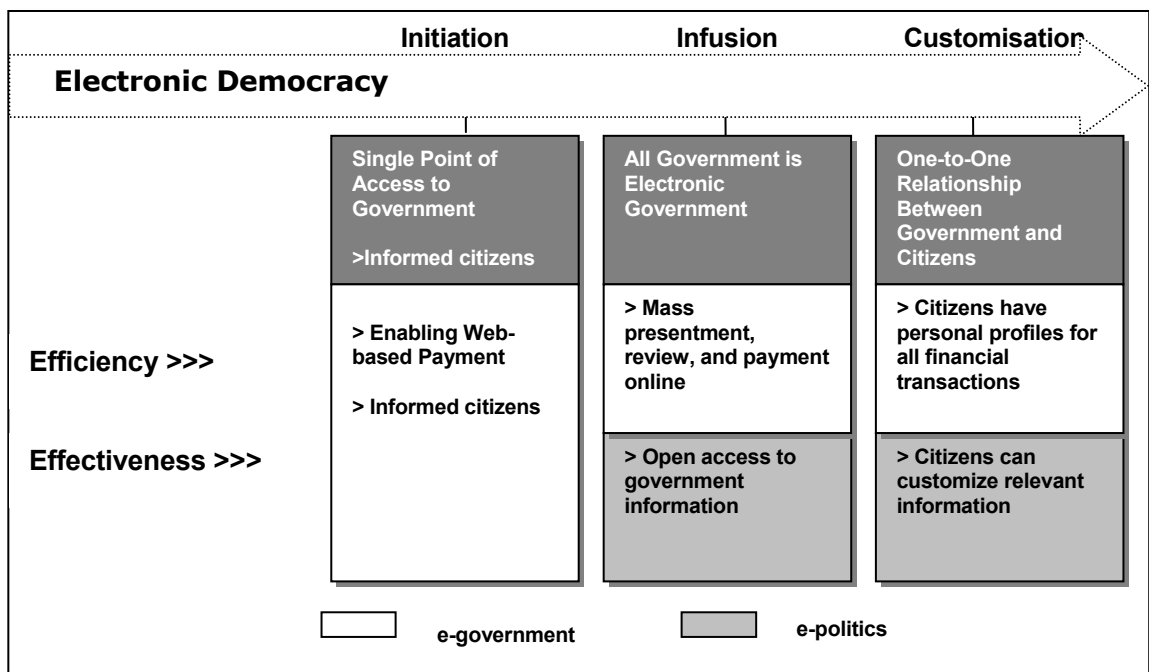 Initiation
Infusion
Customisation
Electronic Democracy
Single Point of
Access to
Government
>Informed citizens
All Government is
Electronic
Government
One-to-One
Relationship
Between
Government and
Citizens
Efficiency >>>
> Enabling Web-
based Payment
> Informed citizens
> Mass
presentment,
review, and payment
online
> Citizens have
personal profiles for
all financial
transactions
Effectiveness >>>
> Open access to
government
information
> Citizens can
customize relevant
information
e-government
e-politics